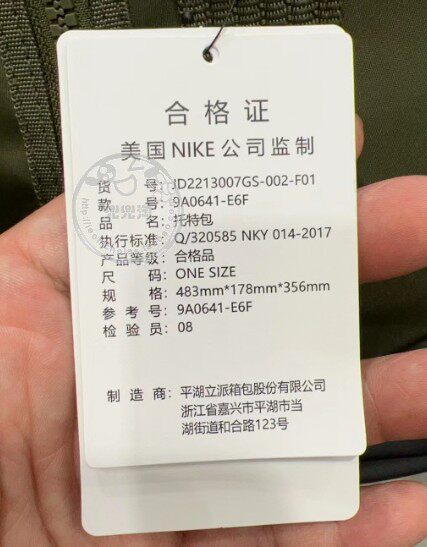 合格证
美国NIKE公司监制
货号: JD2213007GS-002-F01
款号: 9A0641-E6F
品名: 托特包
执行标准: Q/320585 NKY 014-2017
产品等级: 合格品
尺码: ONE SIZE
规格: 483mm*178mm*356mm
参考号: 9A0641-E6F
检验员: 08
制造商: 平湖立派箱包股份有限公司
浙江省嘉兴市平湖市当
湖街道和合路123号